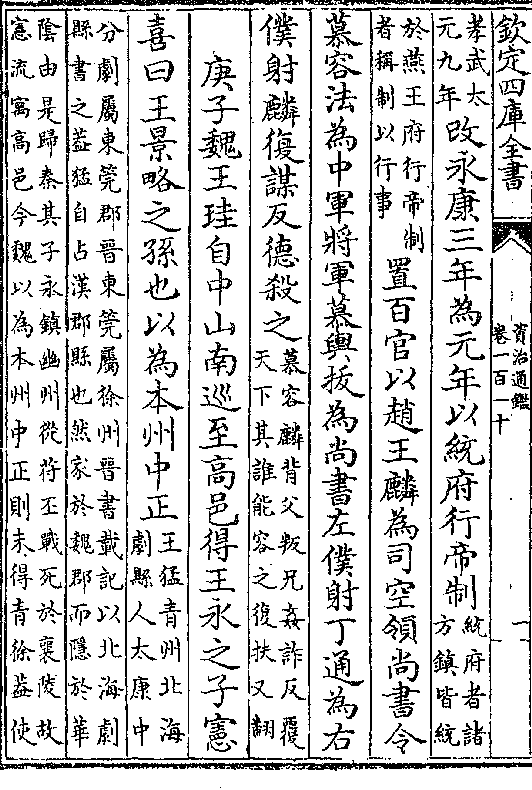 欽定四庫全書
資治通鑑
卷一百一十
一
孝武太元九年改永康三年為元年以統府行帝制統府者諸方鎮皆統
於燕王府行帝制者稱制以行事置百官以趙王麟為司空領尚書令
慕容法為中軍將軍慕輿拔為尚書左僕射丁通為右
僕射麟復謀反德殺之慕容麟背父叛兄姦詐反覆天下其誰能容之復扶又翻
庚子魏王珪自中山南巡至高邑得王永之子憲
喜曰王景略之孫也以為本州中正王猛青州北海劇縣人太康中
分劇屬東莞郡晉東莞屬徐州晉書載記以北海劇
縣書之葢猛自占漢郡縣也然家於魏郡而隱於華
陰由是歸秦其子永鎮幽州從苻丕戰死於襄陵故
憲流寓高邑今魏以為本州中正則未得青徐葢使